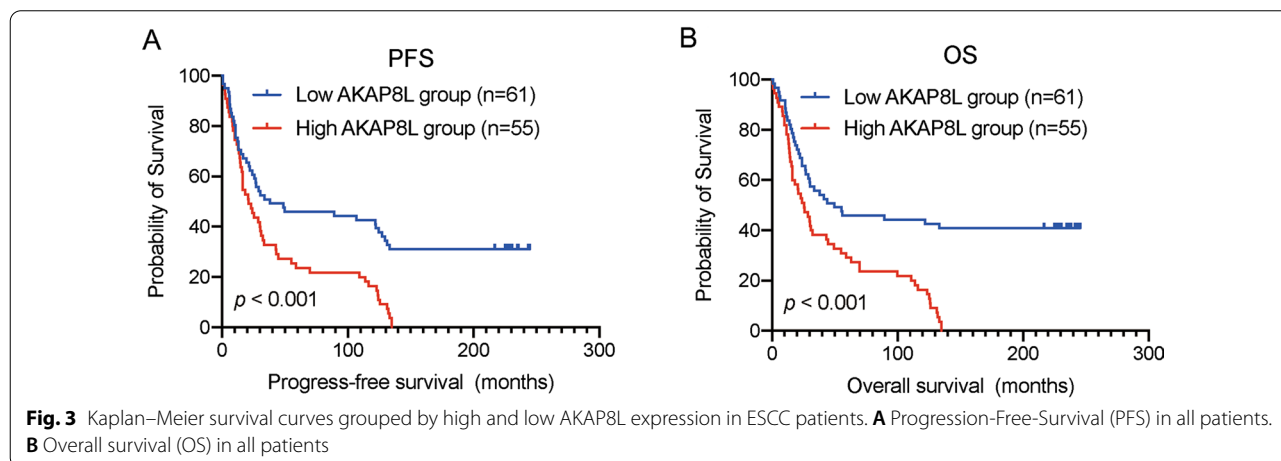 A
PFS
Probability of Survival
100
80
60
40
20
0
Low AKAP8L group (n=61)
High AKAP8L group (n=55)
p < 0.001
0
100
200
300
Progress-free survival (months)
B
OS
Probability of Survival
100
80
60
40
20
0
Low AKAP8L group (n=61)
High AKAP8L group (n=55)
p < 0.001
0
100
200
300
Overall survival (months)
Fig. 3 Kaplan–Meier survival curves grouped by high and low AKAP8L expression in ESCC patients. A Progression-Free-Survival (PFS) in all patients.
B Overall survival (OS) in all patients